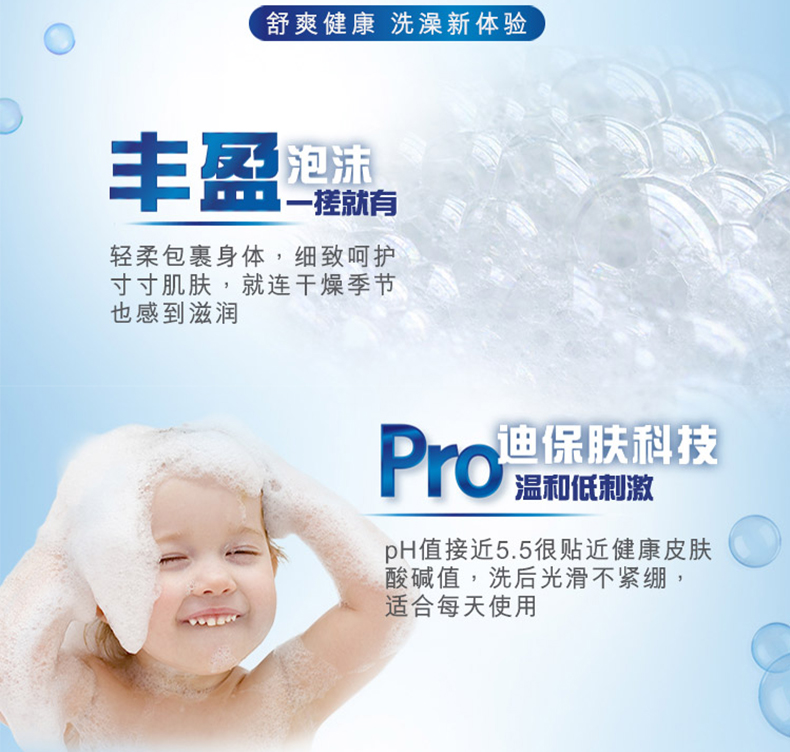 舒爽健康 洗澡新体验
丰盈泡沫
一搓就有
轻柔包裹身体，细致呵护
寸寸肌肤，就连干燥季节
也感到滋润
Pro迪保肤科技
温和低刺激
pH值接近5.5很贴近健康皮肤
酸碱值，洗后光滑不紧绷，
适合每天使用